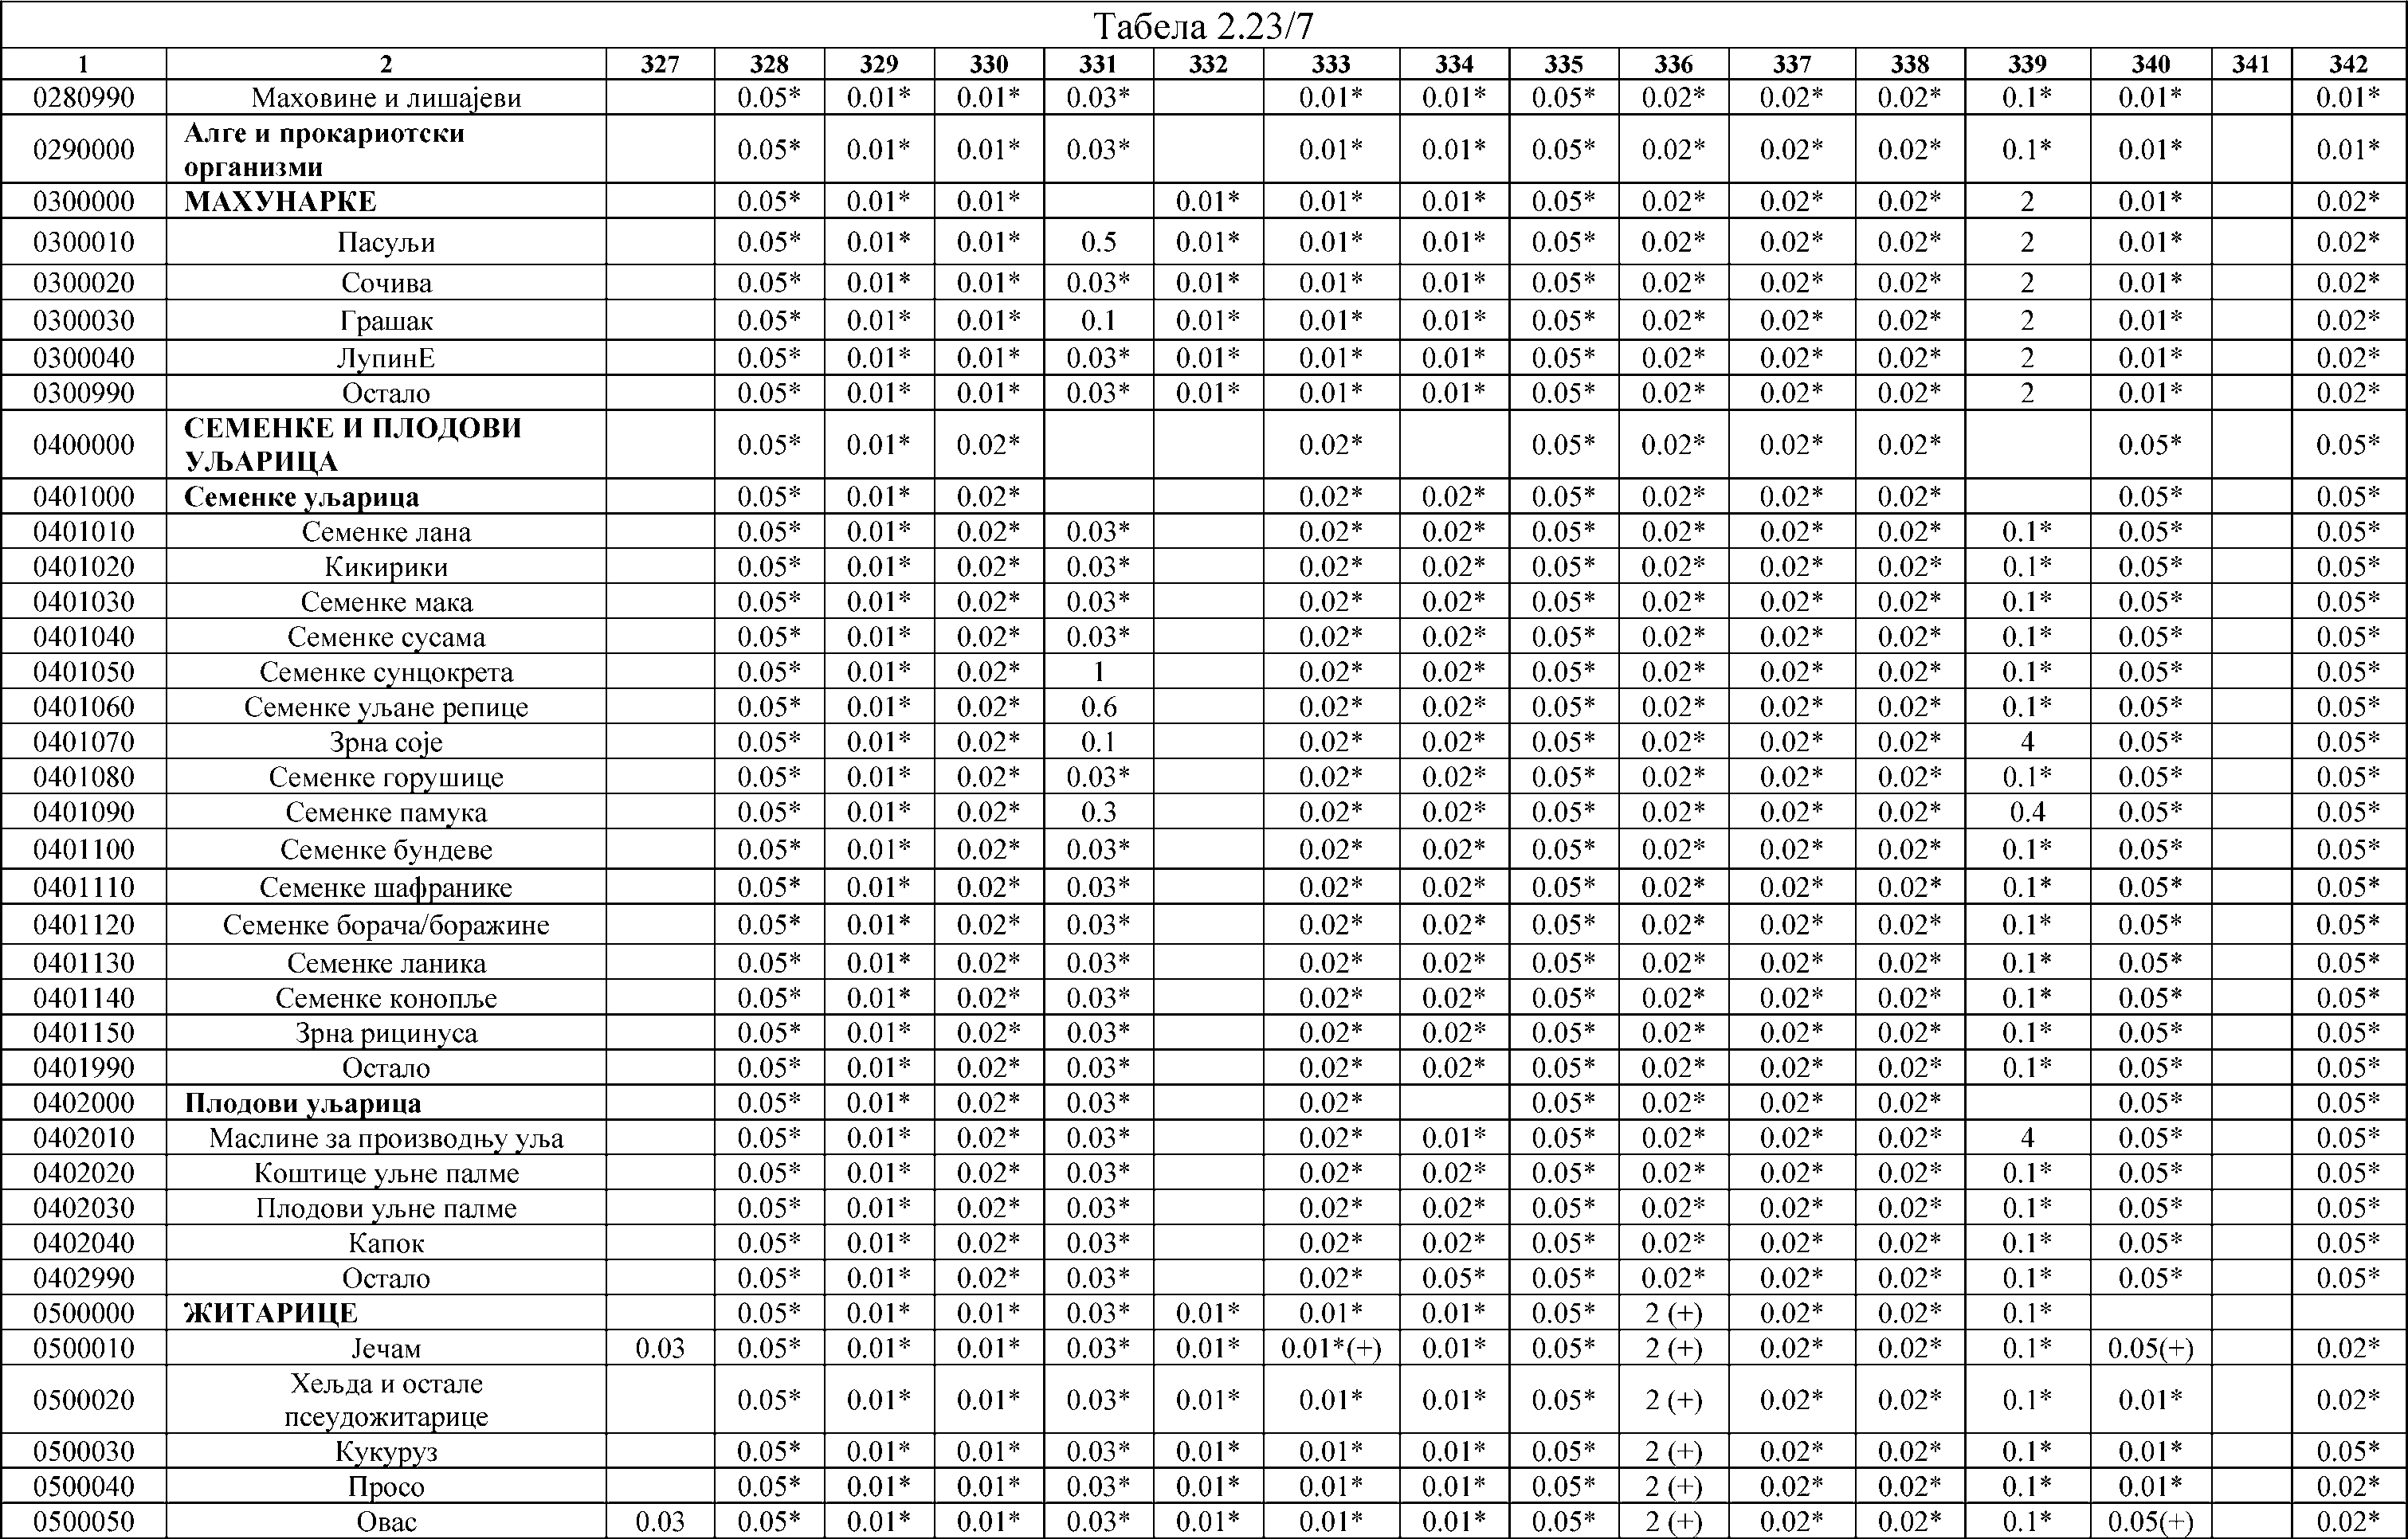 Табела 2.23/7
1 2 327 328 329 330 331 332 333 334 335 336 337 338 339 340 341 342
0280990 Маховине и лишајеви 0.05* 0.01* 0.01* 0.03* 0.01* 0.01* 0.05* 0.02* 0.02* 0.02* 0.1* 0.01* 0.01*
0290000 Алге и прокариотски
организми 0.05* 0.01* 0.01* 0.03* 0.01* 0.01* 0.05* 0.02* 0.02* 0.02* 0.1* 0.01* 0.01*
0300000 МАХУНАРКЕ 0.05* 0.01* 0.01* 0.01* 0.01* 0.01* 0.05* 0.02* 0.02* 0.02* 2 0.01* 0.02*
0300010 Пасуљи 0.05* 0.01* 0.01* 0.5 0.01* 0.01* 0.01* 0.05* 0.02* 0.02* 0.02* 2 0.01* 0.02*
0300020 Сочива 0.05* 0.01* 0.01* 0.03* 0.01* 0.01* 0.01* 0.05* 0.02* 0.02* 0.02* 2 0.01* 0.02*
0300030 Грашак 0.05* 0.01* 0.01* 0.1 0.01* 0.01* 0.01* 0.05* 0.02* 0.02* 0.02* 2 0.01* 0.02*
0300040 ЛупинЕ 0.05* 0.01* 0.01* 0.03* 0.01* 0.01* 0.01* 0.05* 0.02* 0.02* 0.02* 2 0.01* 0.02*
0300990 Остало 0.05* 0.01* 0.01* 0.03* 0.01* 0.01* 0.01* 0.05* 0.02* 0.02* 0.02* 2 0.01* 0.02*
0400000 СЕМЕНКЕ И ПЛОДОВИ
УЉАРИЦА 0.05* 0.01* 0.02* 0.02* 0.05* 0.02* 0.02* 0.02* 0.05* 0.05*
0401000 Семенке уљарица 0.05* 0.01* 0.02* 0.02* 0.02* 0.05* 0.02* 0.02* 0.02* 0.05* 0.05*
0401010 Семенке лана 0.05* 0.01* 0.02* 0.03* 0.02* 0.02* 0.05* 0.02* 0.02* 0.02* 0.1* 0.05* 0.05*
0401020 Кикирики 0.05* 0.01* 0.02* 0.03* 0.02* 0.02* 0.05* 0.02* 0.02* 0.02* 0.1* 0.05* 0.05*
0401030 Семенке мака 0.05* 0.01* 0.02* 0.03* 0.02* 0.02* 0.05* 0.02* 0.02* 0.02* 0.1* 0.05* 0.05*
0401040 Семенке сусама 0.05* 0.01* 0.02* 0.03* 0.02* 0.02* 0.05* 0.02* 0.02* 0.02* 0.1* 0.05* 0.05*
0401050 Семенке сунцокрета 0.05* 0.01* 0.02* 1 0.02* 0.02* 0.05* 0.02* 0.02* 0.02* 0.1* 0.05* 0.05*
0401060 Семенке уљане репице 0.05* 0.01* 0.02* 0.6 0.02* 0.02* 0.05* 0.02* 0.02* 0.02* 0.1* 0.05* 0.05*
0401070 Зрна соје 0.05* 0.01* 0.02* 0.1 0.02* 0.02* 0.05* 0.02* 0.02* 0.02* 4 0.05* 0.05*
0401080 Семенке горушице 0.05* 0.01* 0.02* 0.03* 0.02* 0.02* 0.05* 0.02* 0.02* 0.02* 0.1* 0.05* 0.05*
0401090 Семенке памука 0.05* 0.01* 0.02* 0.3 0.02* 0.02* 0.05* 0.02* 0.02* 0.02* 0.4 0.05* 0.05*
0401100 Семенке бундеве 0.05* 0.01* 0.02* 0.03* 0.02* 0.02* 0.05* 0.02* 0.02* 0.02* 0.1* 0.05* 0.05*
0401110 Семенке шафранике 0.05* 0.01* 0.02* 0.03* 0.02* 0.02* 0.05* 0.02* 0.02* 0.02* 0.1* 0.05* 0.05*
0401120 Семенке борача/боражине 0.05* 0.01* 0.02* 0.03* 0.02* 0.02* 0.05* 0.02* 0.02* 0.02* 0.1* 0.05* 0.05*
0401130 Семенке ланика 0.05* 0.01* 0.02* 0.03* 0.02* 0.02* 0.05* 0.02* 0.02* 0.02* 0.1* 0.05* 0.05*
0401140 Семенке конопље 0.05* 0.01* 0.02* 0.03* 0.02* 0.02* 0.05* 0.02* 0.02* 0.02* 0.1* 0.05* 0.05*
0401150 Зрна рицинуса 0.05* 0.01* 0.02* 0.03* 0.02* 0.02* 0.05* 0.02* 0.02* 0.02* 0.1* 0.05* 0.05*
0401990 Остало 0.05* 0.01* 0.02* 0.03* 0.02* 0.02* 0.05* 0.02* 0.02* 0.02* 0.1* 0.05* 0.05*
0402000 Плодови уљарица 0.05* 0.01* 0.02* 0.03* 0.02* 0.05* 0.02* 0.02* 0.02* 0.05* 0.05*
0402010 Маслине за производњу уља 0.05* 0.01* 0.02* 0.03* 0.02* 0.01* 0.05* 0.02* 0.02* 0.02* 4 0.05* 0.05*
0402020 Коштице уљне палме 0.05* 0.01* 0.02* 0.03* 0.02* 0.02* 0.05* 0.02* 0.02* 0.02* 0.1* 0.05* 0.05*
0402030 Плодови уљне палме 0.05* 0.01* 0.02* 0.03* 0.02* 0.02* 0.05* 0.02* 0.02* 0.02* 0.1* 0.05* 0.05*
0402040 Капок 0.05* 0.01* 0.02* 0.03* 0.02* 0.02* 0.05* 0.02* 0.02* 0.02* 0.1* 0.05* 0.05*
0402990 Остало 0.05* 0.01* 0.02* 0.03* 0.02* 0.05* 0.05* 0.02* 0.02* 0.02* 0.1* 0.05* 0.05*
0500000 ЖИТАРИЦЕ 0.05* 0.01* 0.01* 0.03* 0.01* 0.01* 0.01* 0.05* 2 (+) 0.02* 0.02* 0.1*
0500010 Јечам 0.03 0.05* 0.01* 0.01* 0.03* 0.01* 0.01*(+) 0.01* 0.05* 2 (+) 0.02* 0.02* 0.1* 0.05(+) 0.02*
0500020 Хељда и остале
псеудожитарице 0.05* 0.01* 0.01* 0.03* 0.01* 0.01* 0.01* 0.05* 2 (+) 0.02* 0.02* 0.1* 0.01* 0.02*
0500030 Кукуруз 0.05* 0.01* 0.01* 0.03* 0.01* 0.01* 0.01* 0.05* 2 (+) 0.02* 0.02* 0.1* 0.01* 0.05*
0500040 Просо 0.05* 0.01* 0.01* 0.03* 0.01* 0.01* 0.01* 0.05* 2 (+) 0.02* 0.02* 0.1* 0.01* 0.02*
0500050 Овас 0.03 0.05* 0.01* 0.01* 0.03* 0.01* 0.01* 0.01* 0.05* 2 (+) 0.02* 0.02* 0.1* 0.05(+) 0.02*